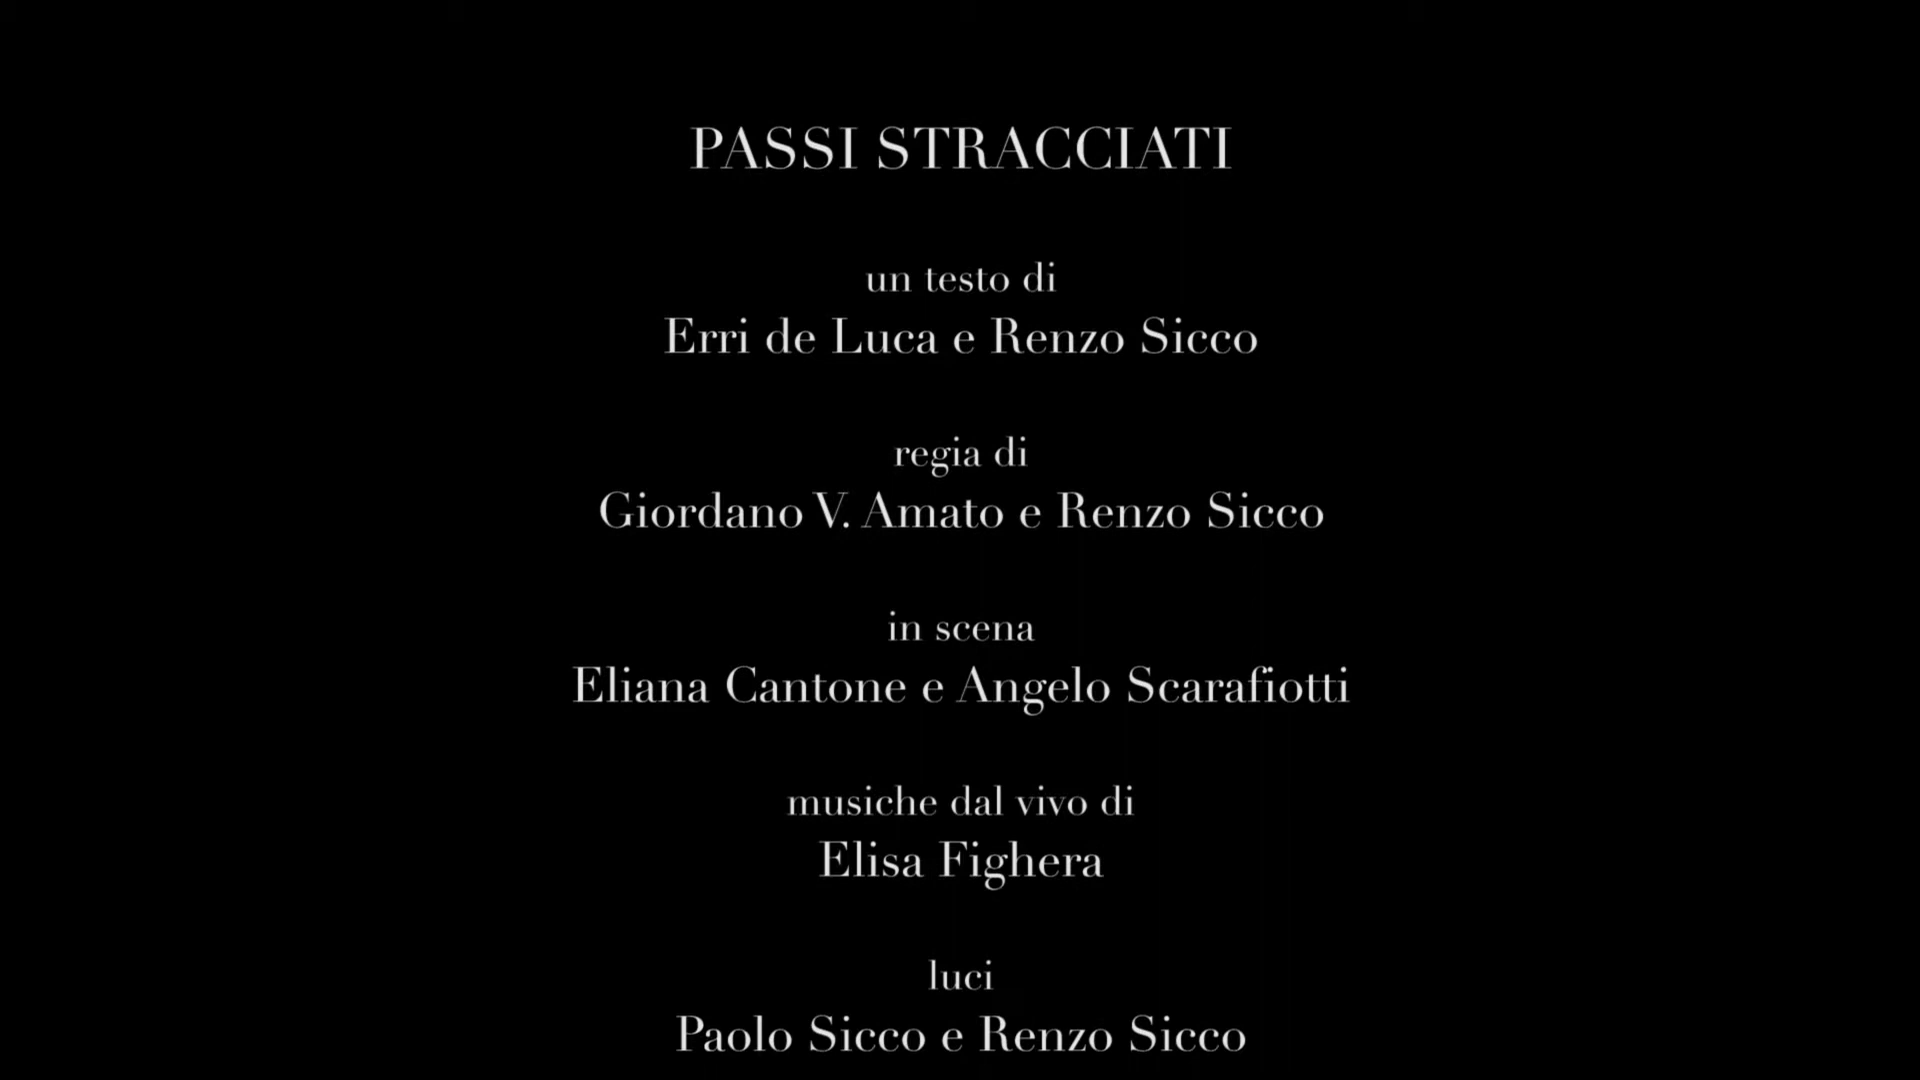 PASSI STRACCIATI
un testo di
Erri de Luca e Renzo Sicco
regia di
Giordano V. Amato e Renzo Sicco
in scena
Eliana Cantone e Angelo Scarafiotti
musiche dal vivo di
Elisa Fighera
luci
Paolo Sicco e Renzo Sicco